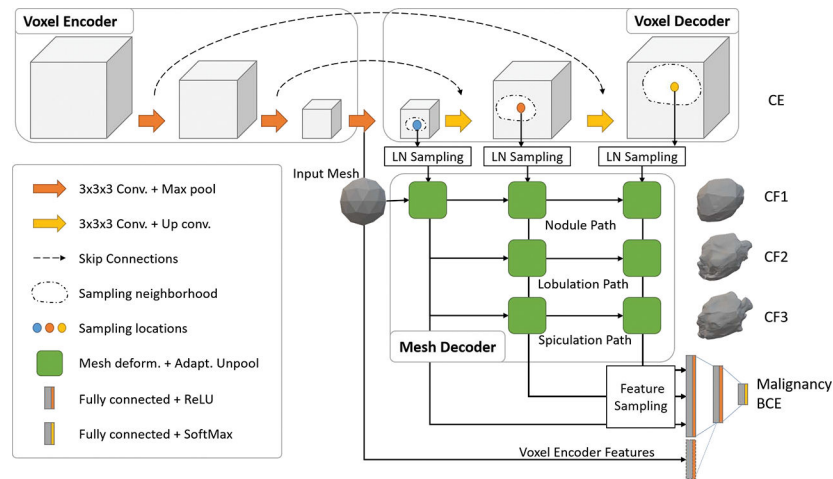 Voxel Encoder
Voxel Decoder
CE
LN Sampling
LN Sampling
LN Sampling
Input Mesh
3x3x3 Conv. + Max pool
3x3x3 Conv. + Up conv.
Skip Connections
Sampling neighborhood
Sampling locations
Mesh deform. + Adapt. Unpool
Fully connected + ReLU
Fully connected + SoftMax
Nodule Path
CF1
Lobulation Path
CF2
Spiculation Path
CF3
Mesh Decoder
Feature
Sampling
Malignancy
BCE
Voxel Encoder Features